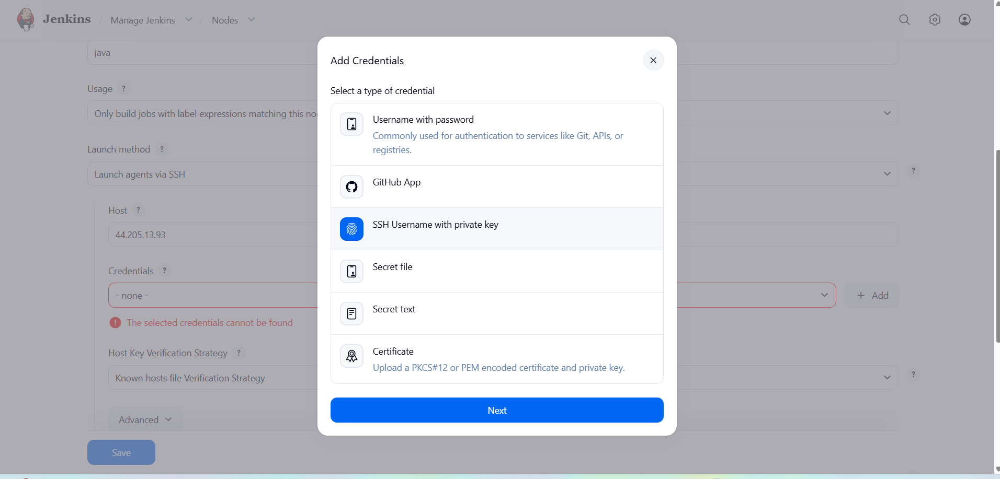 Jenkins / Manage Jenkins / Nodes
java
Usage ?
Only build jobs with label expressions matching this no
Launch method ?
Launch agents via SSH
?
Host ?
44.205.13.93
Credentials ?
- none -
+ Add
! The selected credentials cannot be found
Host Key Verification Strategy ?
Known hosts file Verification Strategy
?
Advanced
Save
Add Credentials
Select a type of credential
Username with password
Commonly used for authentication to services like Git, APIs, or
registries.
GitHub App
SSH Username with private key
Secret file
Secret text
Certificate
Upload a PKCS#12 or PEM encoded certificate and private key.
Next